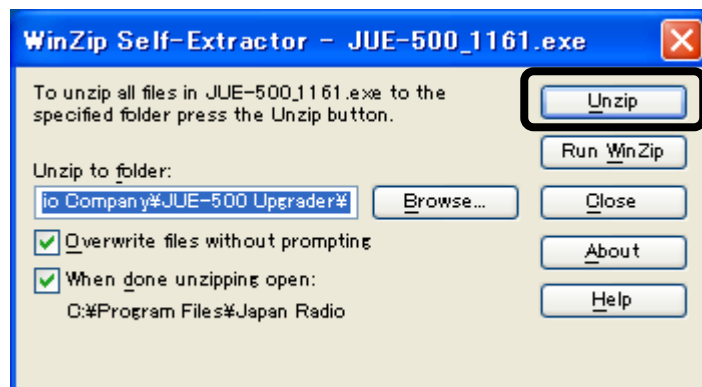 WinZip Self-Extractor - JUE-500_1161.exe
To unzip all files in JUE-500_1161.exe to the
specified folder press the Unzip button.
Unzip
Run WinZip
Unzip to folder:
io Company¥JUE-500 Upgrader¥
Browse...
Close
Overwrite files without prompting
About
When done unzipping open:
C:¥Program Files¥Japan Radio
Help